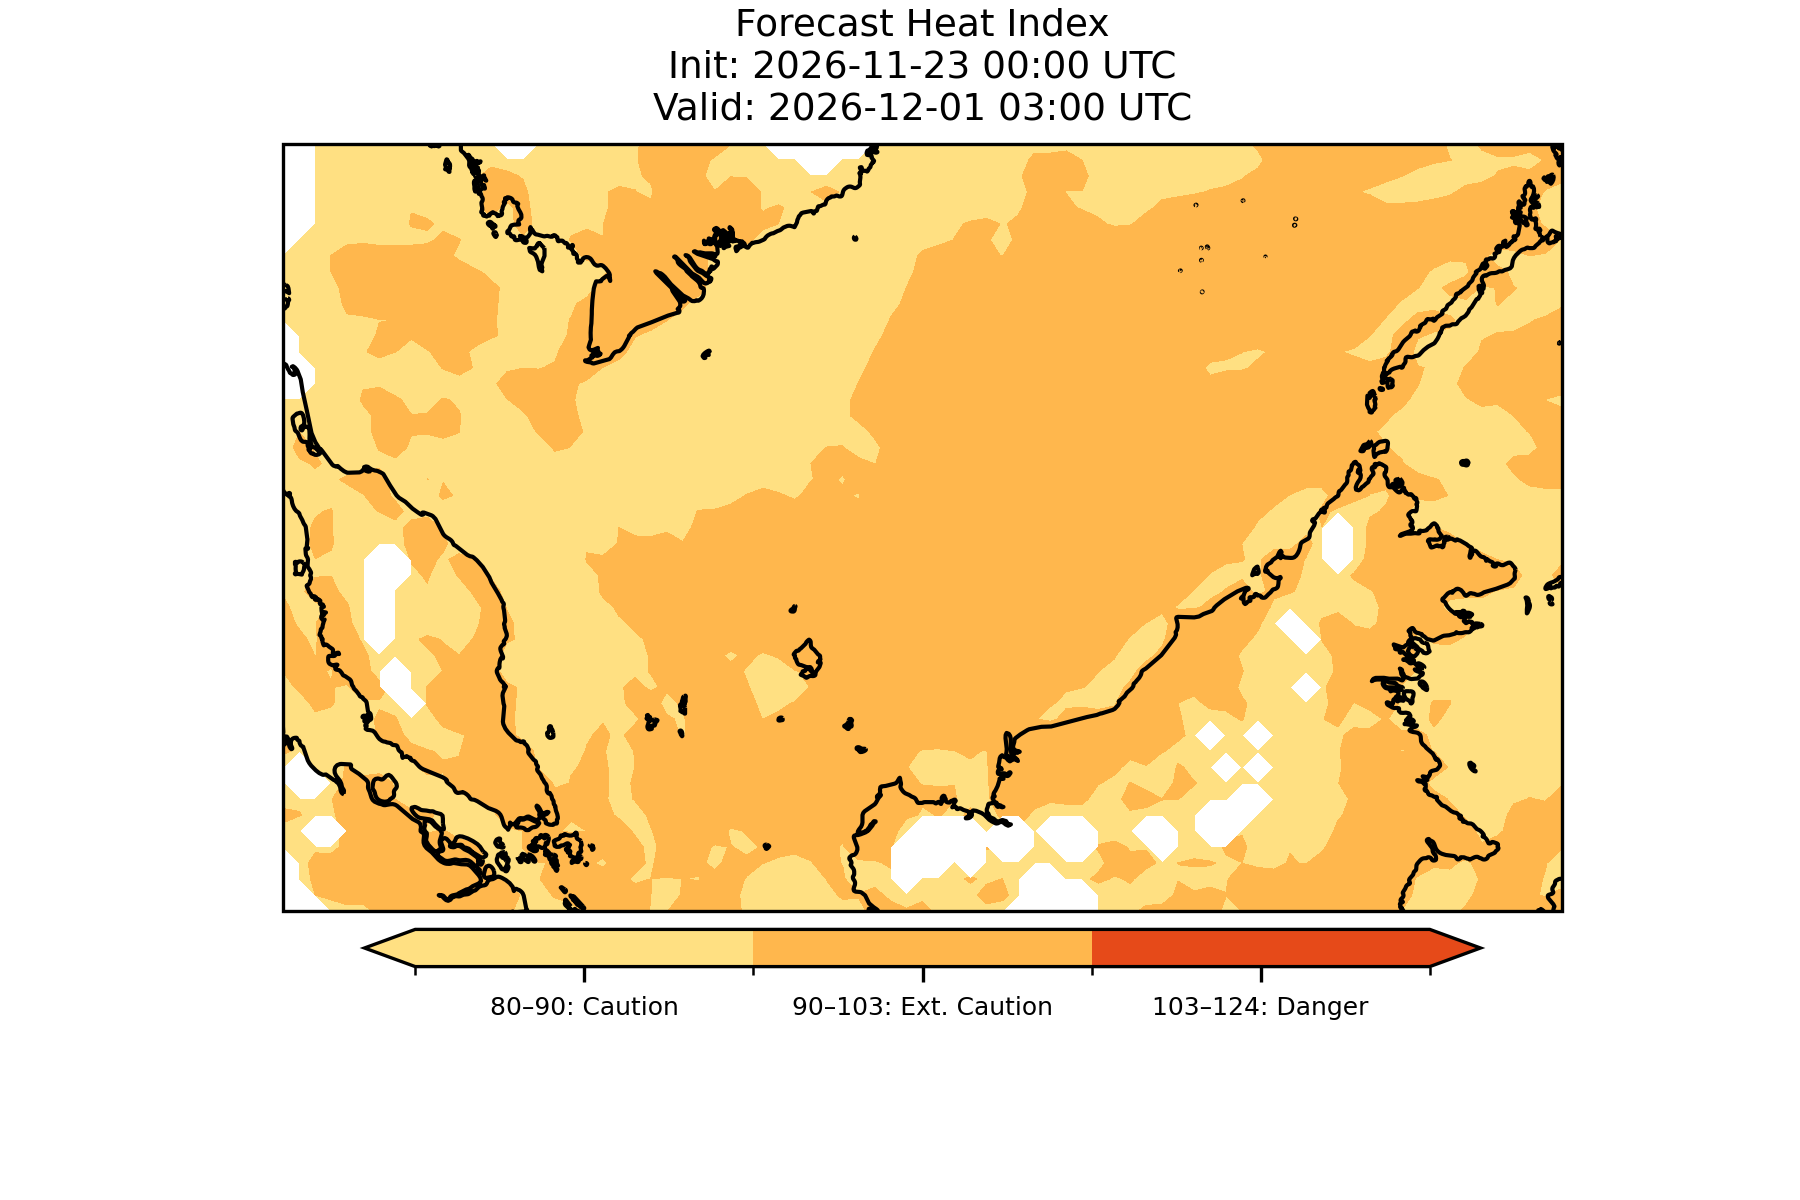 Forecast Heat Index
Init: 2026-11-23 00:00 UTC
Valid: 2026-12-01 03:00 UTC
80–90: Caution
90–103: Ext. Caution
103–124: Danger